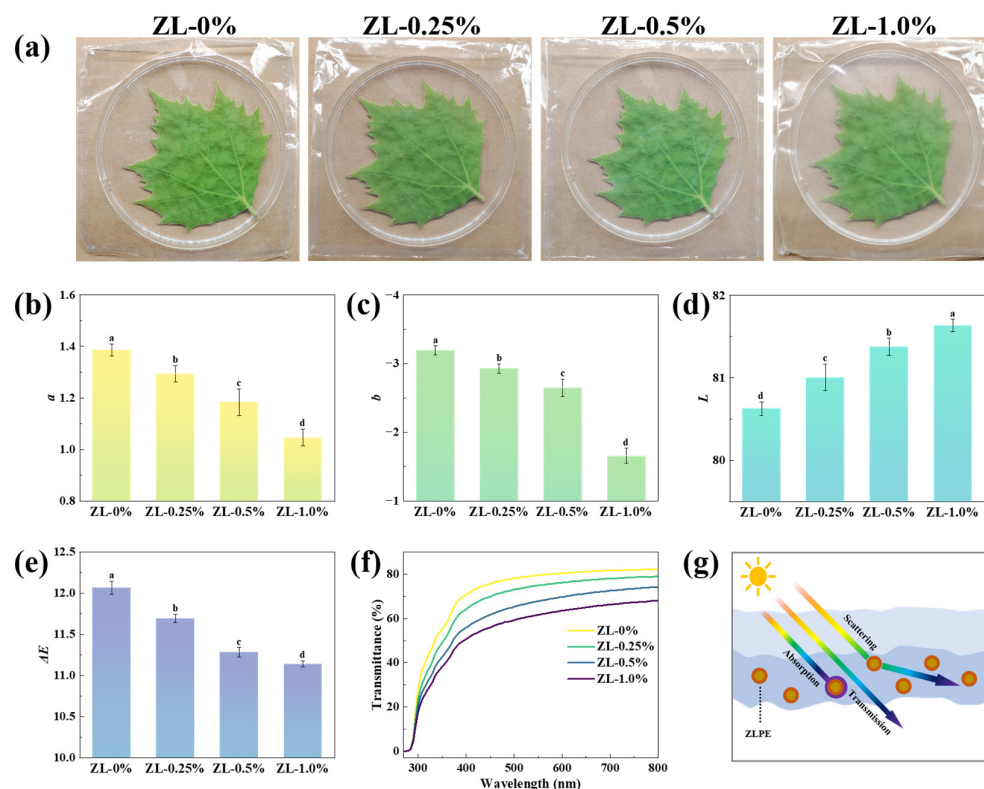 (a)
ZL-0% ZL-0.25% ZL-0.5% ZL-1.0%
(b)
a
1.6
1.4
1.2
1.0
0.8
a
b
c
d
ZL-0% ZL-0.25% ZL-0.5% ZL-1.0%
(c)
b
−4
−3
−2
−1
a
b
c
d
ZL-0% ZL-0.25% ZL-0.5% ZL-1.0%
(d)
L
82
81
80
d
c
b
a
ZL-0% ZL-0.25% ZL-0.5% ZL-1.0%
(e)
ΔE
12.5
12.0
11.5
11.0
10.5
10.0
a
b
c
d
ZL-0% ZL-0.25% ZL-0.5% ZL-1.0%
(f)
Transmittance (%)
80
60
40
20
0
ZL-0%
ZL-0.25%
ZL-0.5%
ZL-1.0%
300 400 500 600 700 800
Wavelength (nm)
(g)
Scattering
Absorption
Transmission
ZLPE